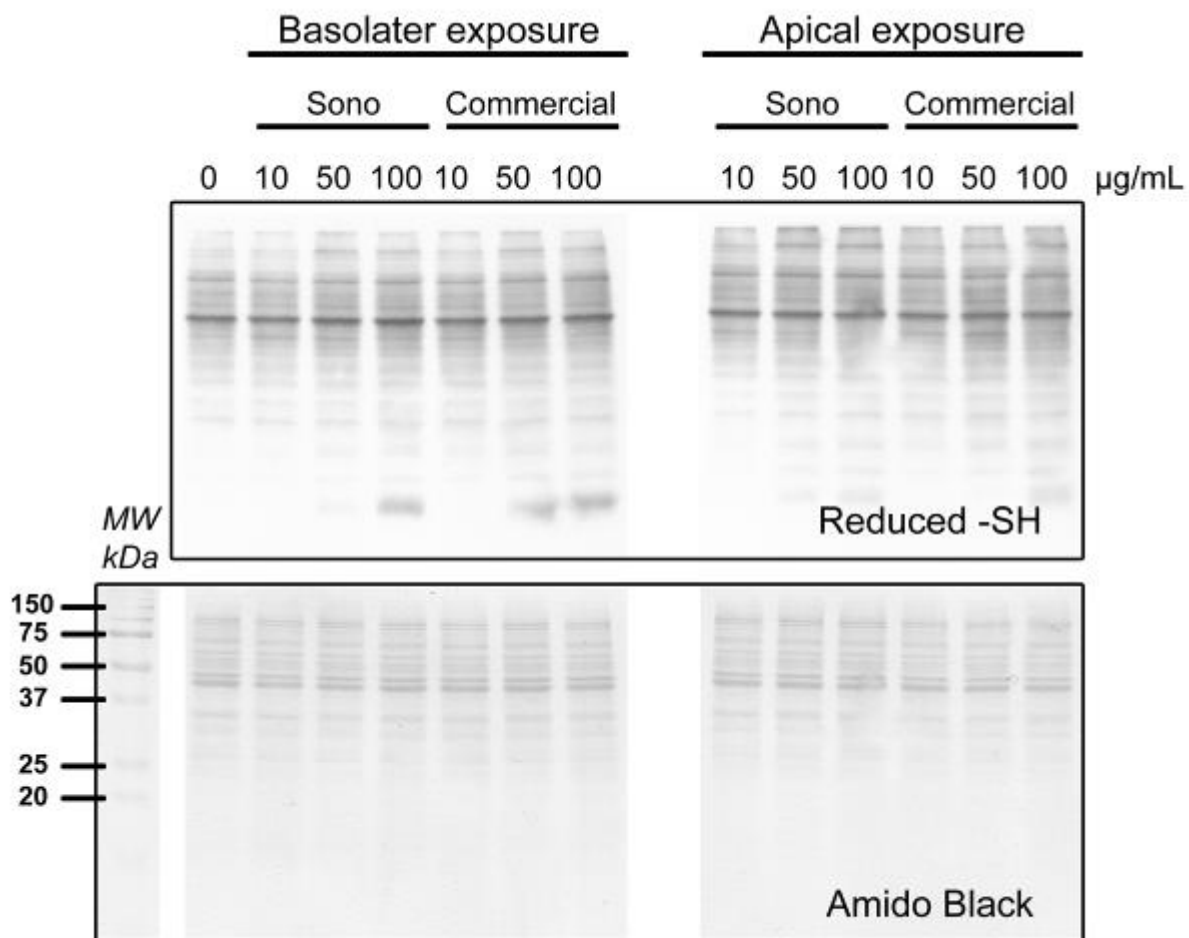 Basolater exposure Apical exposure
Sono Commercial Sono Commercial
0 10 50 100 10 50 100 10 50 100 10 50 100 µg/mL
Reduced -SH
MW
kDa
150
75
50
37
25
20
Amido Black